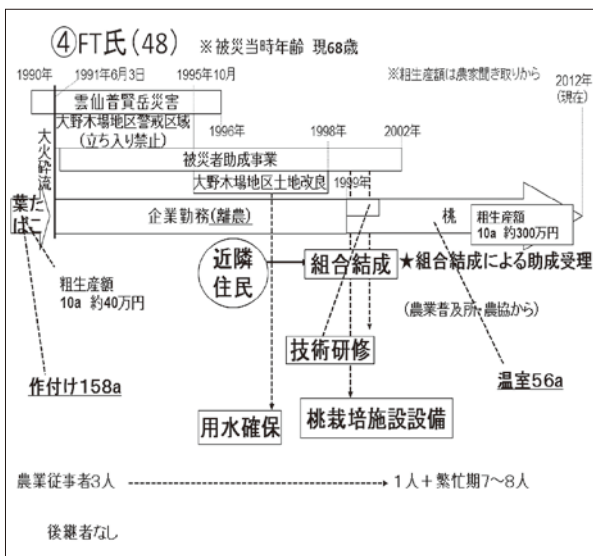 ④FT氏(48) ※被災当時年齢 現68歳
1990年 1991年6月3日 1995年10月 ※粗生産額は農家聞き取りから 2012年
(現在)
雲仙普賢岳災害
大野木場地区警戒区域
(立ち入り禁止)
1996年 1998年 2002年
大火砕流
被災者助成事業
大野木場地区土地改良
1999年
葉たばこ
企業勤務(離農)
桃
粗生産額
10a 約300万円
粗生産額
10a 約40万円
近隣
住民
組合結成 ★組合結成による助成受理
(農業普及所・農協から)
技術研修
作付け158a
温室56a
用水確保
桃栽培施設設備
農業従事者3人 1人+繁忙期7~8人
後継者なし